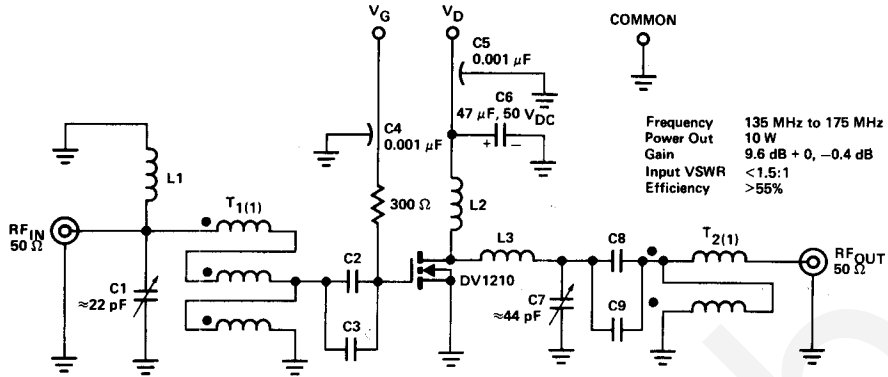 VG
VD
COMMON
C5
0.001 µF
C6
47 µF, 50 VDC
+ −
C4
0.001 µF
Frequency 135 MHz to 175 MHz
Power Out 10 W
Gain 9.6 dB + 0, −0.4 dB
Input VSWR <1.5:1
Efficiency >55%
L1
T1(1)
300 Ω
L2
RFIN
50 Ω
L3
C8
T2(1)
RFOUT
50 Ω
C2
DV1210
C1
≈22 pF
C7
≈44 pF
C9
C3